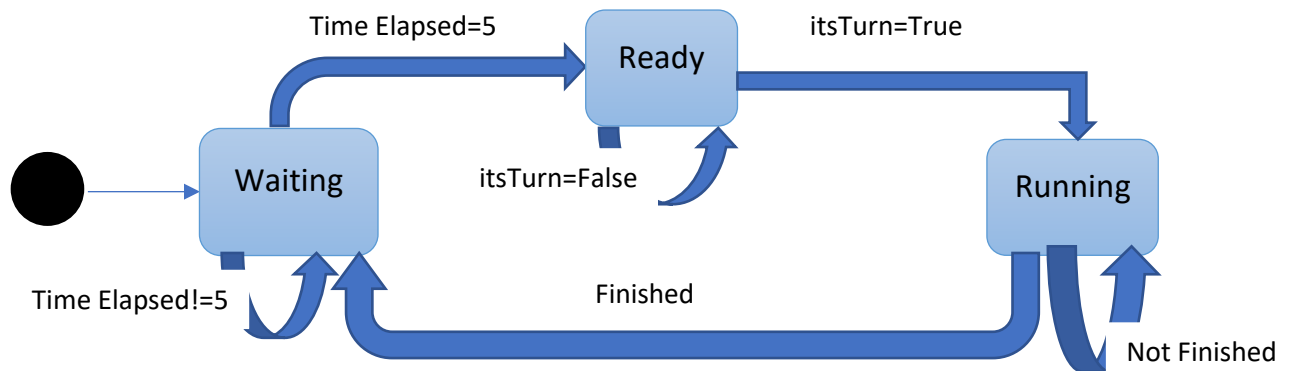 Time Elapsed=5
itsTurn=True
Ready
Waiting
itsTurn=False
Running
Time Elapsed!=5
Finished
Not Finished